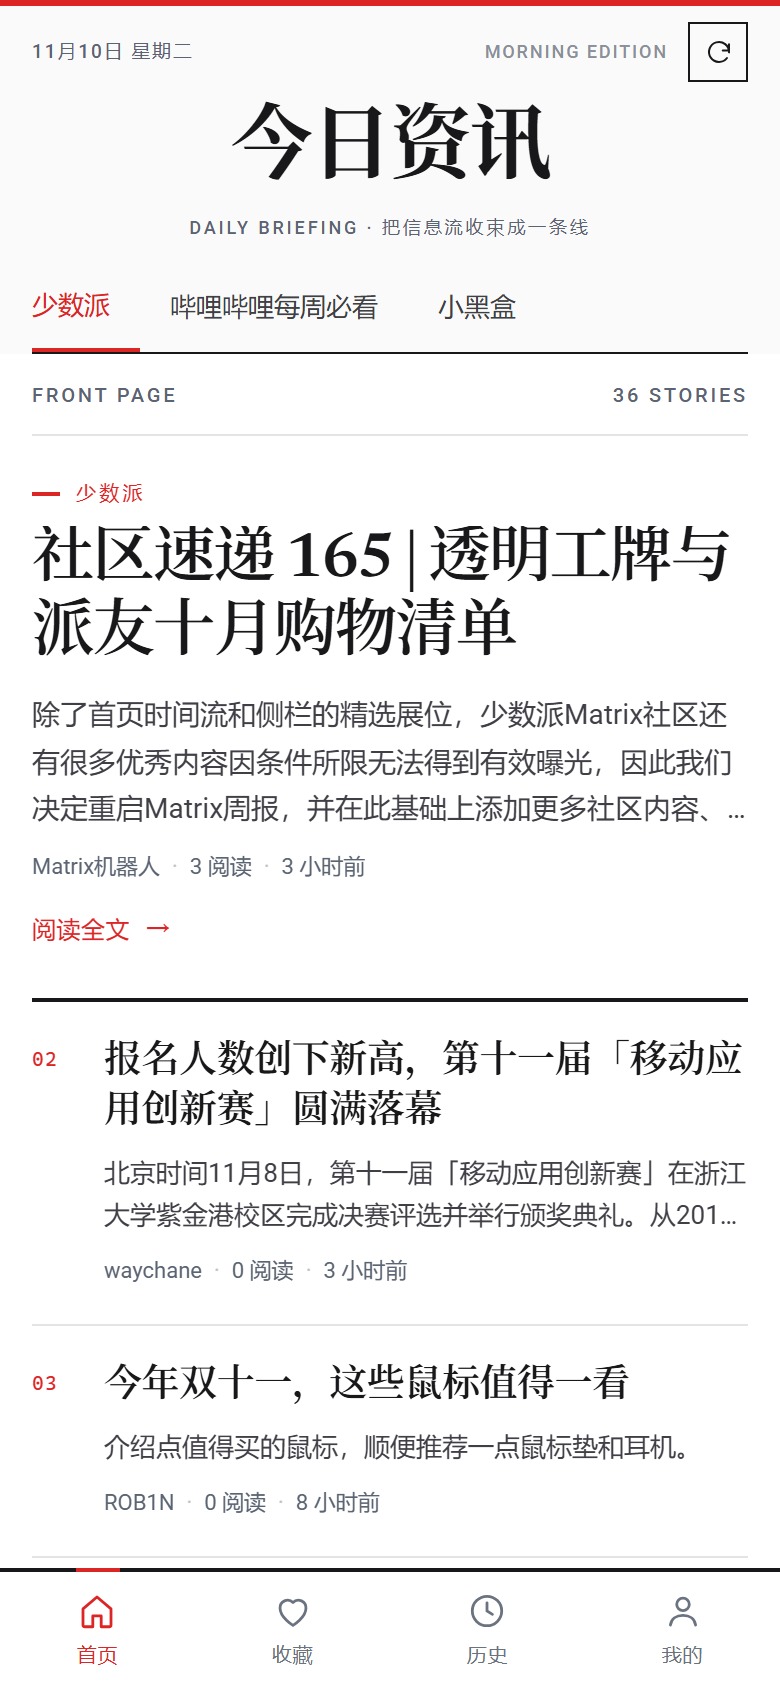 11月10日 星期二
MORNING EDITION
今日资讯
DAILY BRIEFING · 把信息流收束成一条线
少数派 哔哩哔哩每周必看 小黑盒
FRONT PAGE
36 STORIES
少数派
社区速递 165 | 透明工牌与
派友十月购物清单
除了首页时间流和侧栏的精选展位，少数派Matrix社区还
有很多优秀内容因条件所限无法得到有效曝光，因此我们
决定重启Matrix周报，并在此基础上添加更多社区内容、…
Matrix机器人 · 3 阅读 · 3 小时前
阅读全文 →
02
报名人数创下新高，第十一届「移动应
用创新赛」圆满落幕
北京时间11月8日，第十一届「移动应用创新赛」在浙江
大学紫金港校区完成决赛评选并举行颁奖典礼。从201…
waychane · 0 阅读 · 3 小时前
03
今年双十一，这些鼠标值得一看
介绍点值得买的鼠标，顺便推荐一点鼠标垫和耳机。
ROB1N · 0 阅读 · 8 小时前
首页 收藏 历史 我的